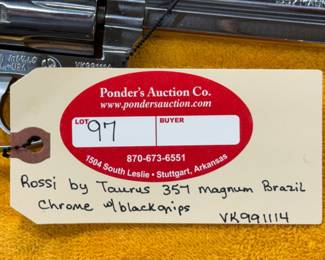 VK991114
Ponder's Auction Co.
www.pondersauction.com
LOT
BUYER
97
870-673-6551
1504 South Leslie • Stuttgart, Arkansas
Rossi by Taurus 357 magnum Brazil
Chrome w/ black grips
VK991114